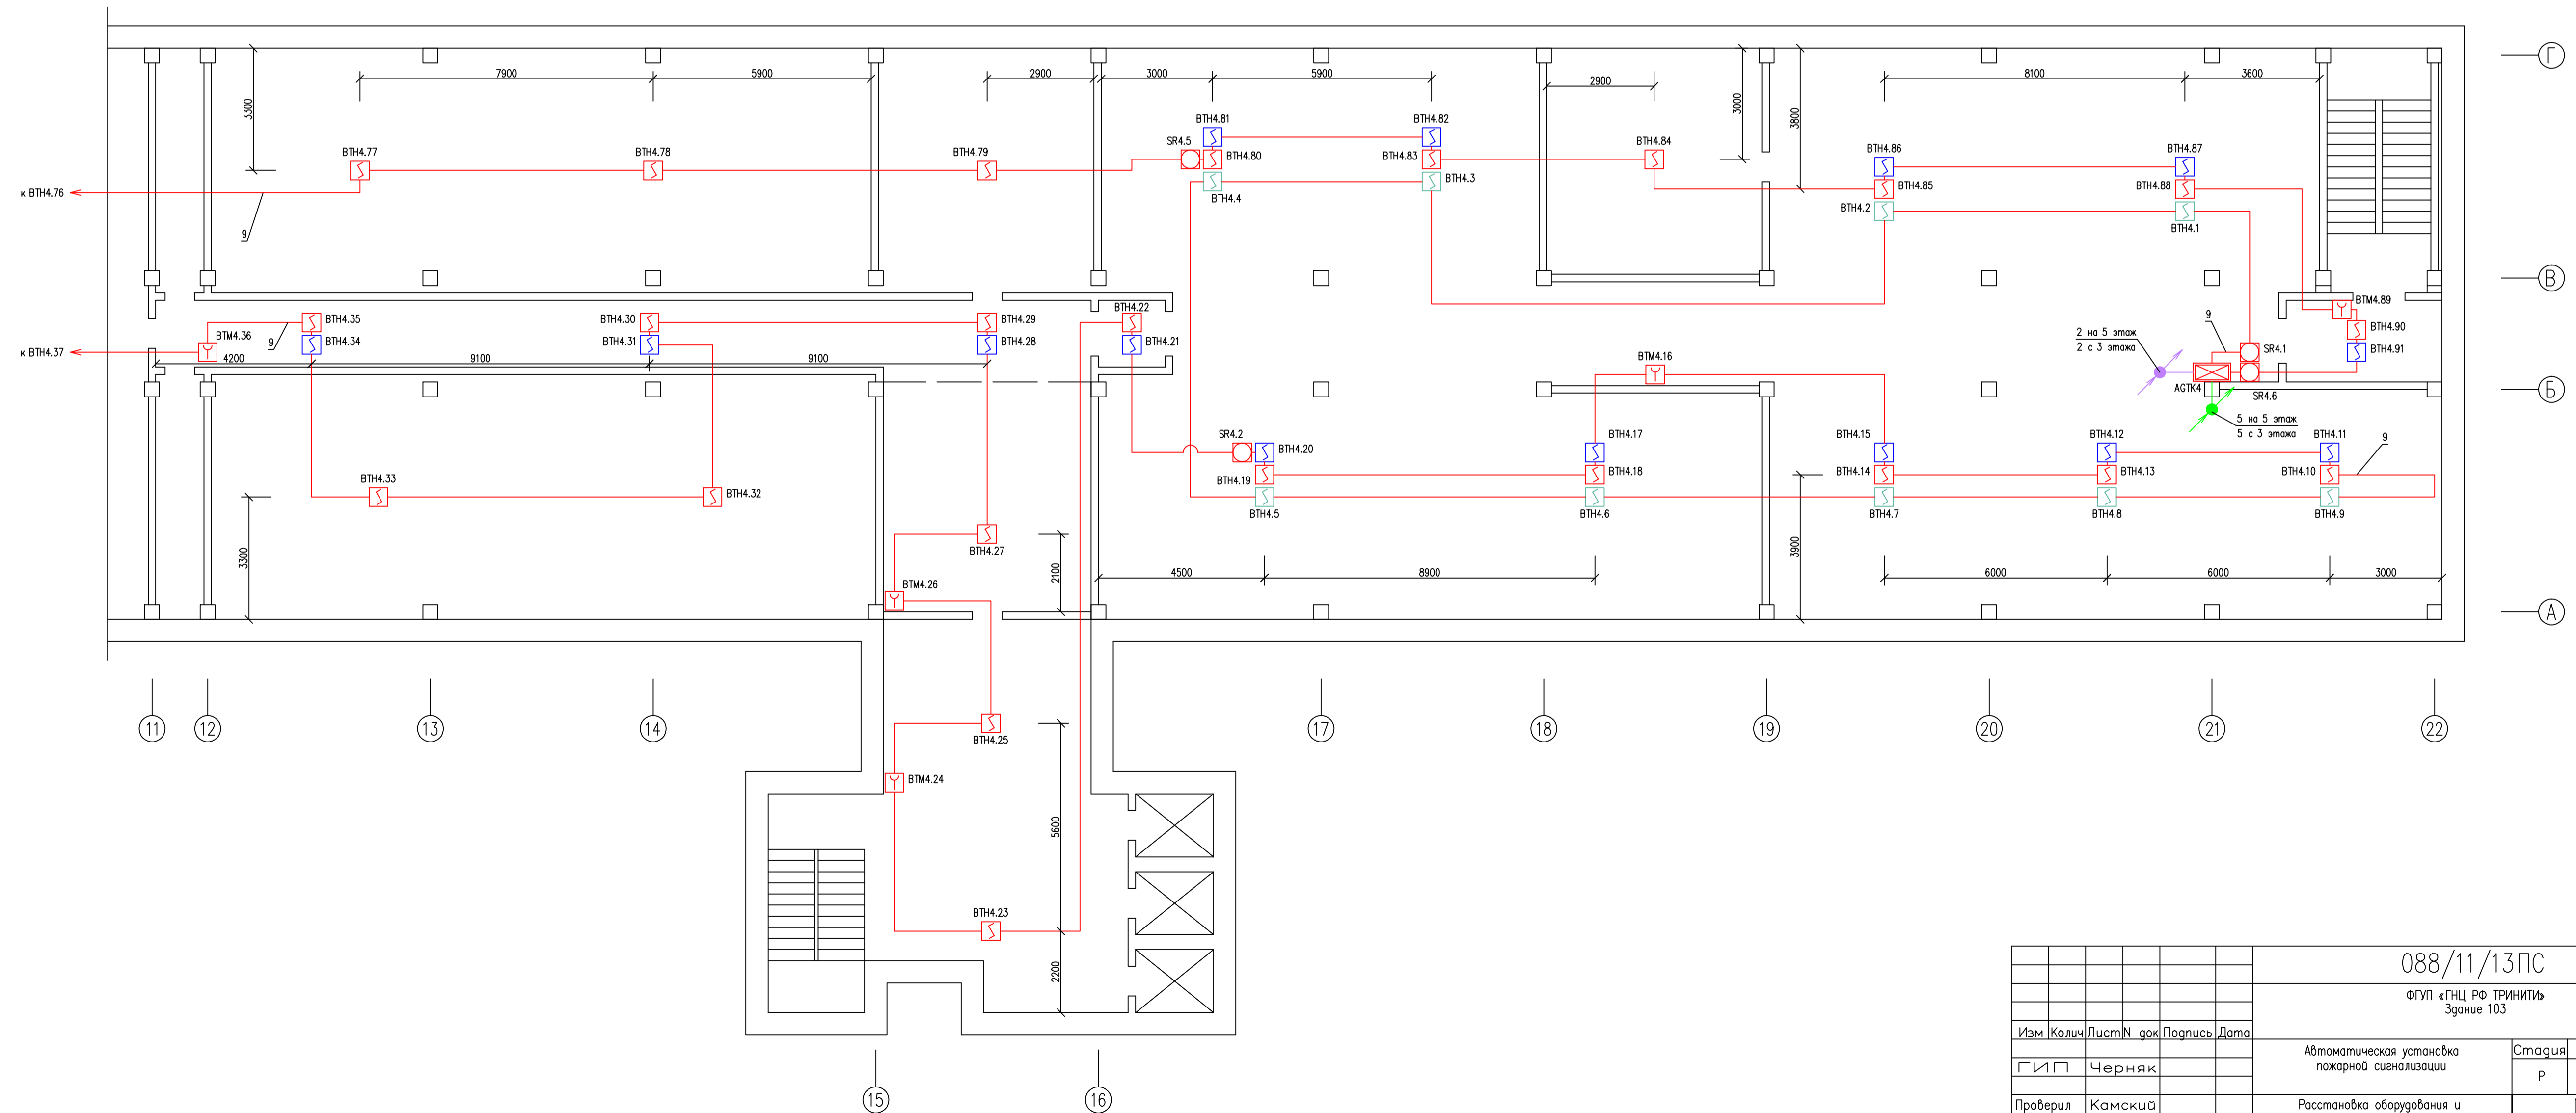 7900
5900
2900
3000
5900
2900
3000
3800
8100
3600
3300
Г
ВТН4.77
ВТН4.78
ВТН4.79
SR4.5
ВТН4.81
ВТН4.80
ВТН4.4
ВТН4.82
ВТН4.83
ВТН4.3
ВТН4.84
ВТН4.86
ВТН4.85
ВТН4.2
ВТН4.87
ВТН4.88
ВТН4.1
к ВТН4.76
9
В
ВТМ4.36
ВТН4.35
ВТН4.34
9
ВТН4.30
ВТН4.31
ВТН4.29
ВТН4.28
ВТН4.22
ВТН4.21
к ВТН4.37
4200
9100
9100
ВТМ4.16
2 на 5 этаж
2 с 3 этажа
9
SR4.1
ВТМ4.89
ВТН4.90
ВТН4.91
AGTK4
SR4.6
5 на 5 этаж
5 с 3 этажа
Б
ВТН4.33
ВТН4.32
SR4.2
ВТН4.20
ВТН4.19
ВТН4.5
ВТН4.17
ВТН4.18
ВТН4.6
ВТН4.15
ВТН4.14
ВТН4.7
ВТН4.12
ВТН4.13
ВТН4.8
ВТН4.11
ВТН4.10
ВТН4.9
9
3300
ВТН4.27
2100
ВТМ4.26
3900
4500
8900
6000
6000
3000
А
11
12
13
14
ВТН4.25
17
18
19
20
21
22
ВТМ4.24
5600
ВТН4.23
2200
15
16
088/11/13ПС
ФГУП «ГНЦ РФ ТРИНИТИ»
Здание 103
Изм Колич Лист N док Подпись Дата
Автоматическая установка
пожарной сигнализации
Стадия
Р
ГИП Черняк
Проверил Камский
Расстановка оборудования и